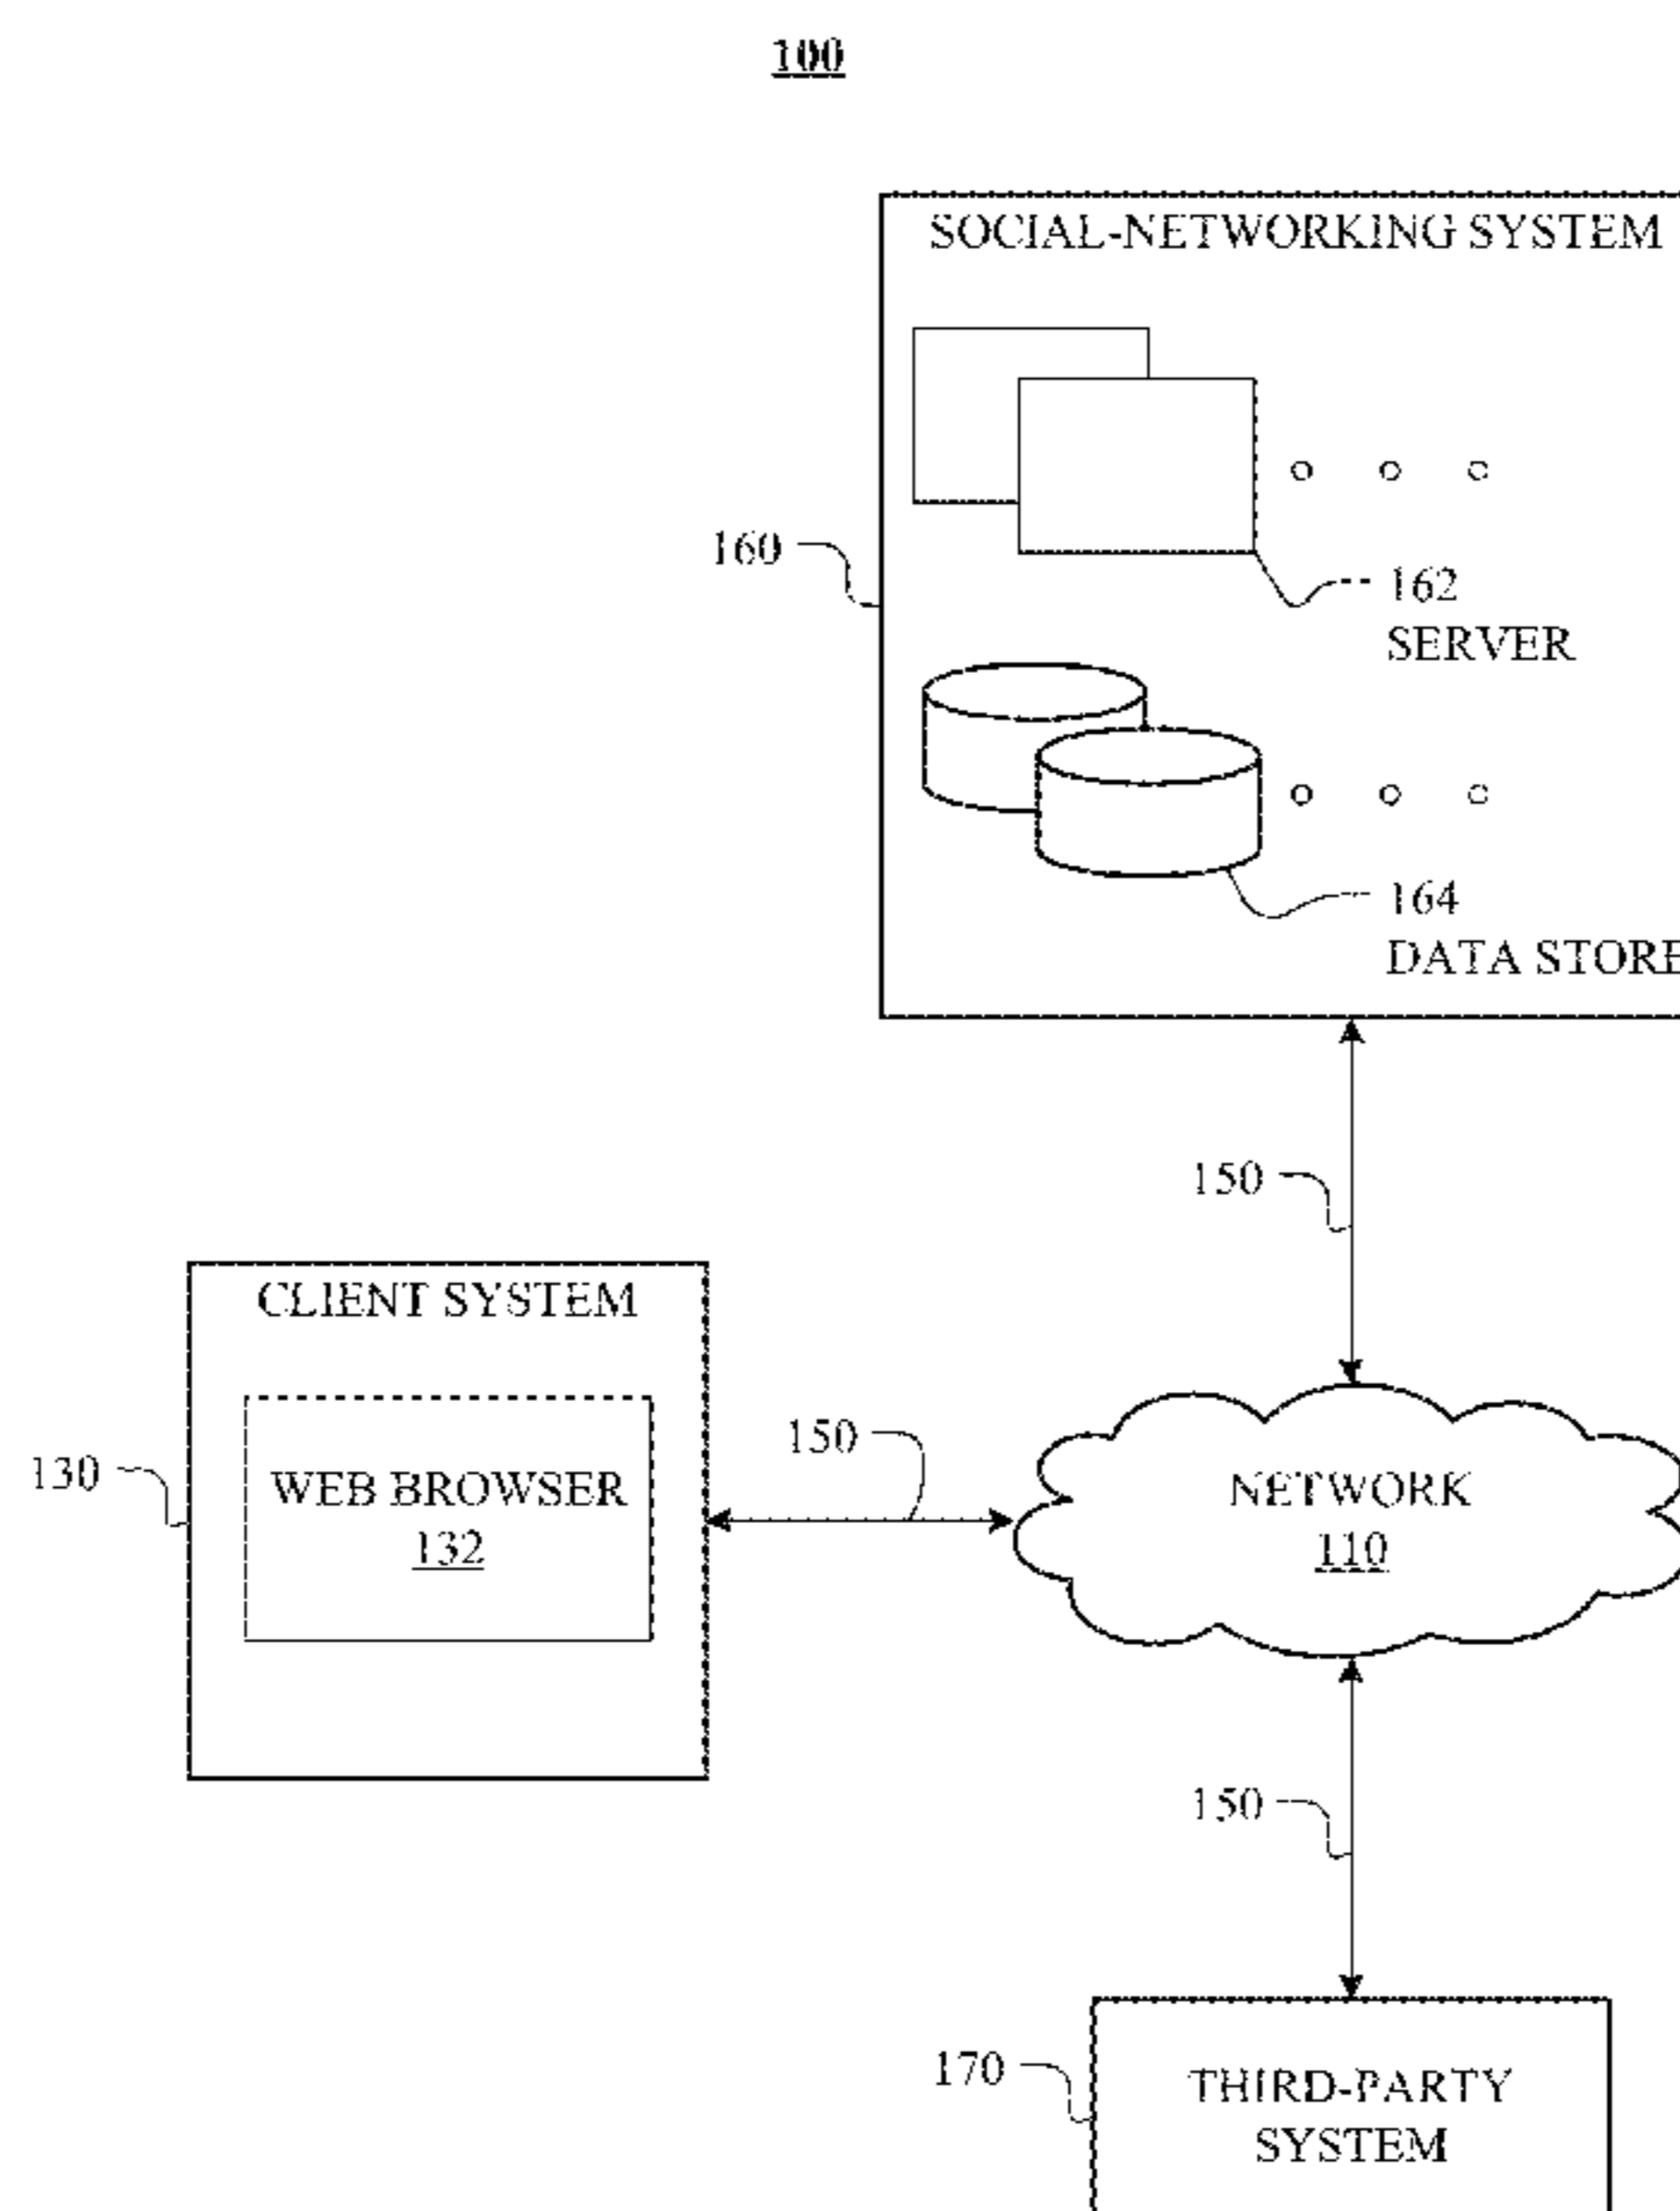 100
SOCIAL-NETWORKING SYSTEM
160
162
SERVER
164
DATA STORE
150
CLIENT SYSTEM
150
130
WEB BROWSER
132
NETWORK
110
150
170
THIRD-PARTY
SYSTEM